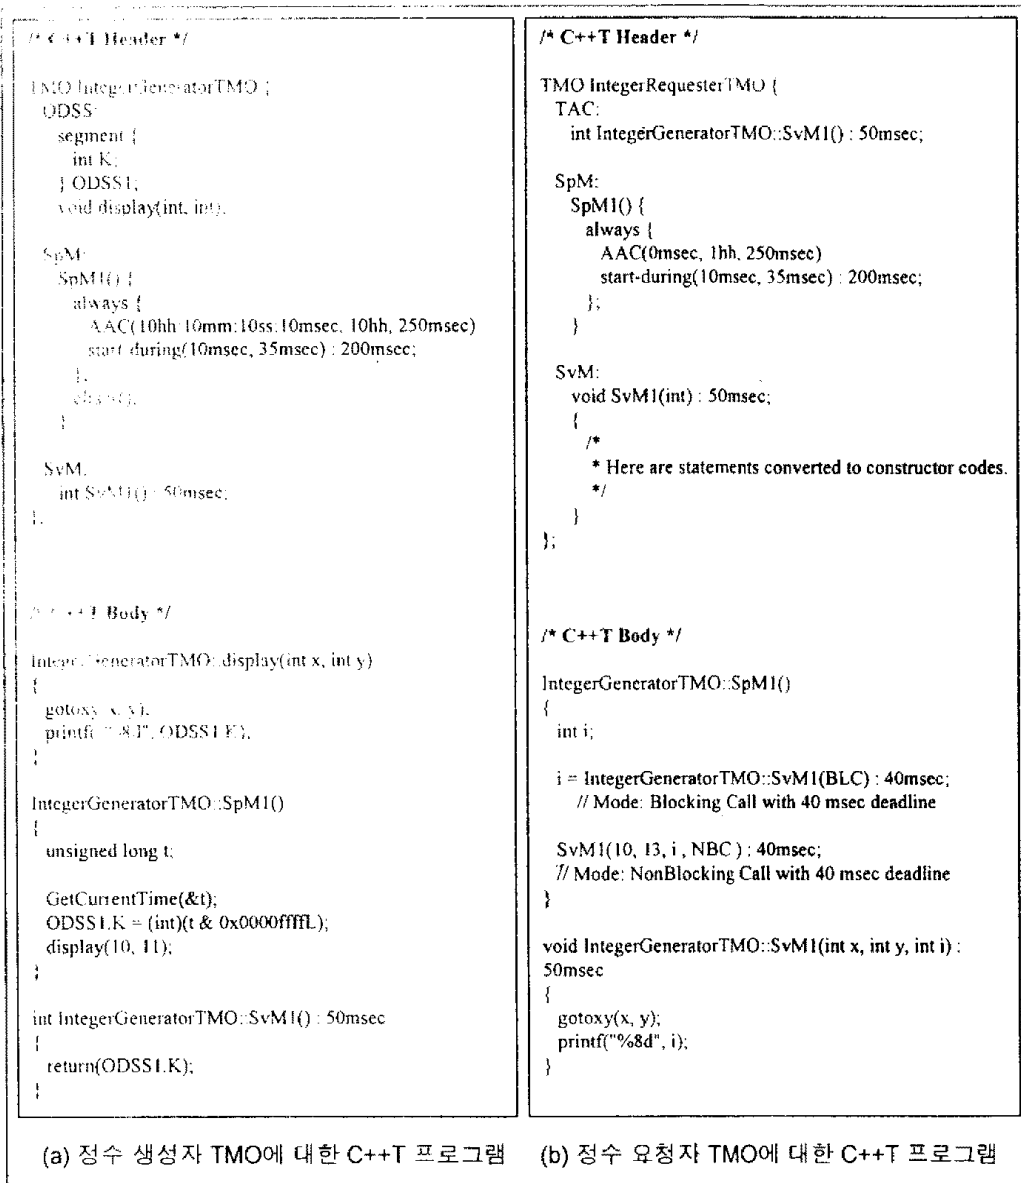 /* C++T Header */
TMO IntegerGeneratorTMO {
ODSS:
segment {
int K;
} ODSS1;
void display(int, int);
SpM:
SpM1() {
always {
AAC(10hh:10mm:10ss:10msec, 10hh, 250msec)
start-during(10msec, 35msec) : 200msec;
};
}
SvM:
int SvM1() : 50msec;
};
/* C++T Body */
IntegerGeneratorTMO::display(int x, int y)
{
gotoxy(x, y);
printf("%8d", ODSS1.K);
}
IntegerGeneratorTMO::SpM1()
{
unsigned long t;
GetCurrentTime(&t);
ODSS1.K = (int)(t & 0x0000ffffL);
display(10, 11);
}
int IntegerGeneratorTMO::SvM1() : 50msec
{
return(ODSS1.K);
}
(a) 정수 생성자 TMO에 대한 C++T 프로그램
/* C++T Header */
TMO IntegerRequesterTMO {
TAC:
int IntegerGeneratorTMO::SvM1() : 50msec;
SpM:
SpM1() {
always {
AAC(0msec, 1hh, 250msec)
start-during(10msec, 35msec) : 200msec;
};
}
SvM:
void SvM1(int) : 50msec;
{
/*
* Here are statements converted to constructor codes.
*/
}
};
/* C++T Body */
IntegerGeneratorTMO::SpM1()
{
int i;
i = IntegerGeneratorTMO::SvM1(BLC) : 40msec;
// Mode: Blocking Call with 40 msec deadline
SvM1(10, 13, i , NBC ) : 40msec;
// Mode: NonBlocking Call with 40 msec deadline
}
void IntegerGeneratorTMO::SvM1(int x, int y, int i) :
50msec
{
gotoxy(x, y);
printf("%8d", i);
}
(b) 정수 요청자 TMO에 대한 C++T 프로그램